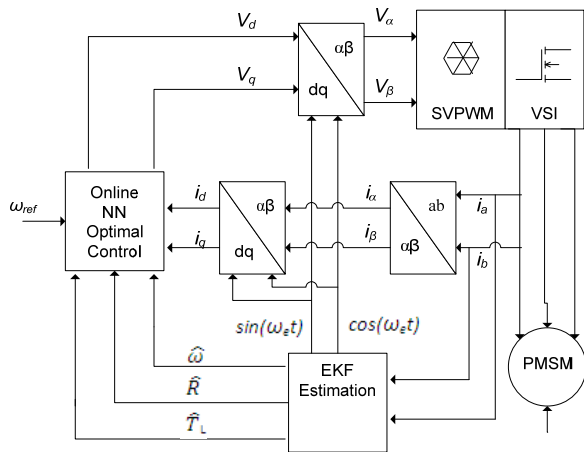 V_d
V_α
αβ
V_q
dq
V_β
SVPWM
VSI
Online
NN
Optimal
Control
ω_ref
i_d
αβ
i_α
ab
i_a
i_q
dq
i_β
αβ
i_b
sin(ω_e t)
cos(ω_e t)
ω̂
R̂
T̂_L
EKF
Estimation
PMSM